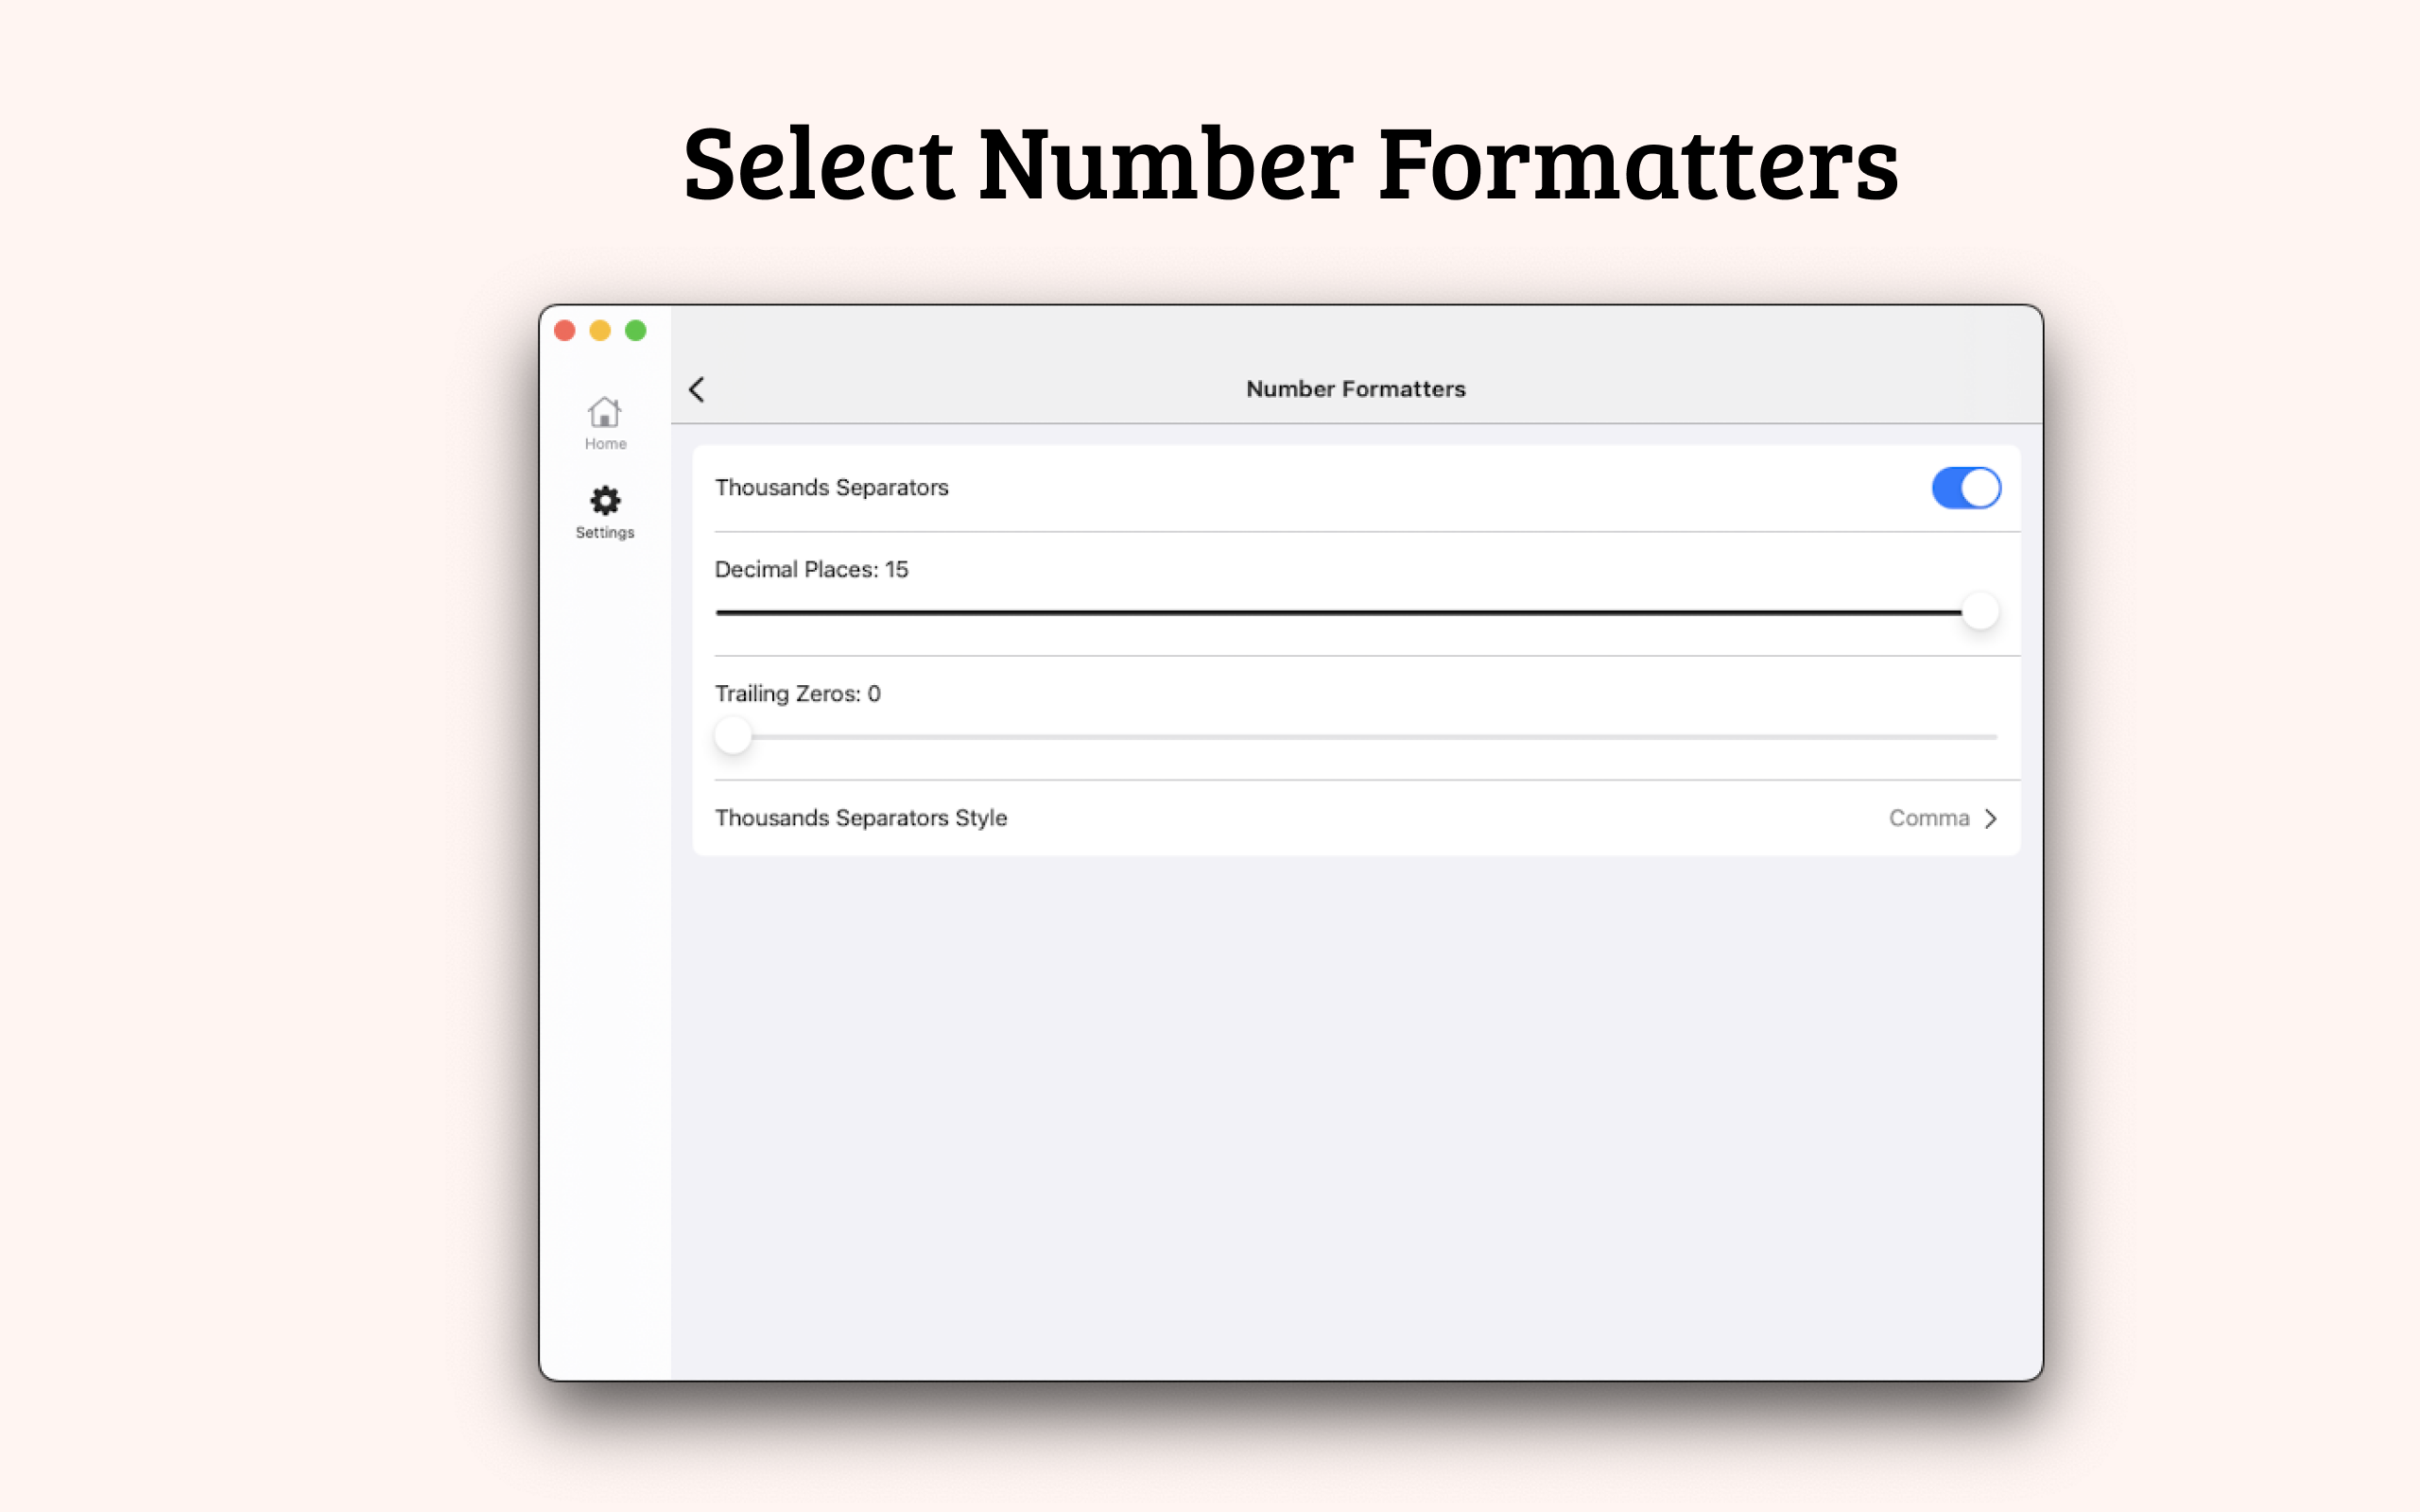 Select Number Formatters
Number Formatters
Home
Settings
Thousands Separators
Decimal Places: 15
Trailing Zeros: 0
Thousands Separators Style
Comma